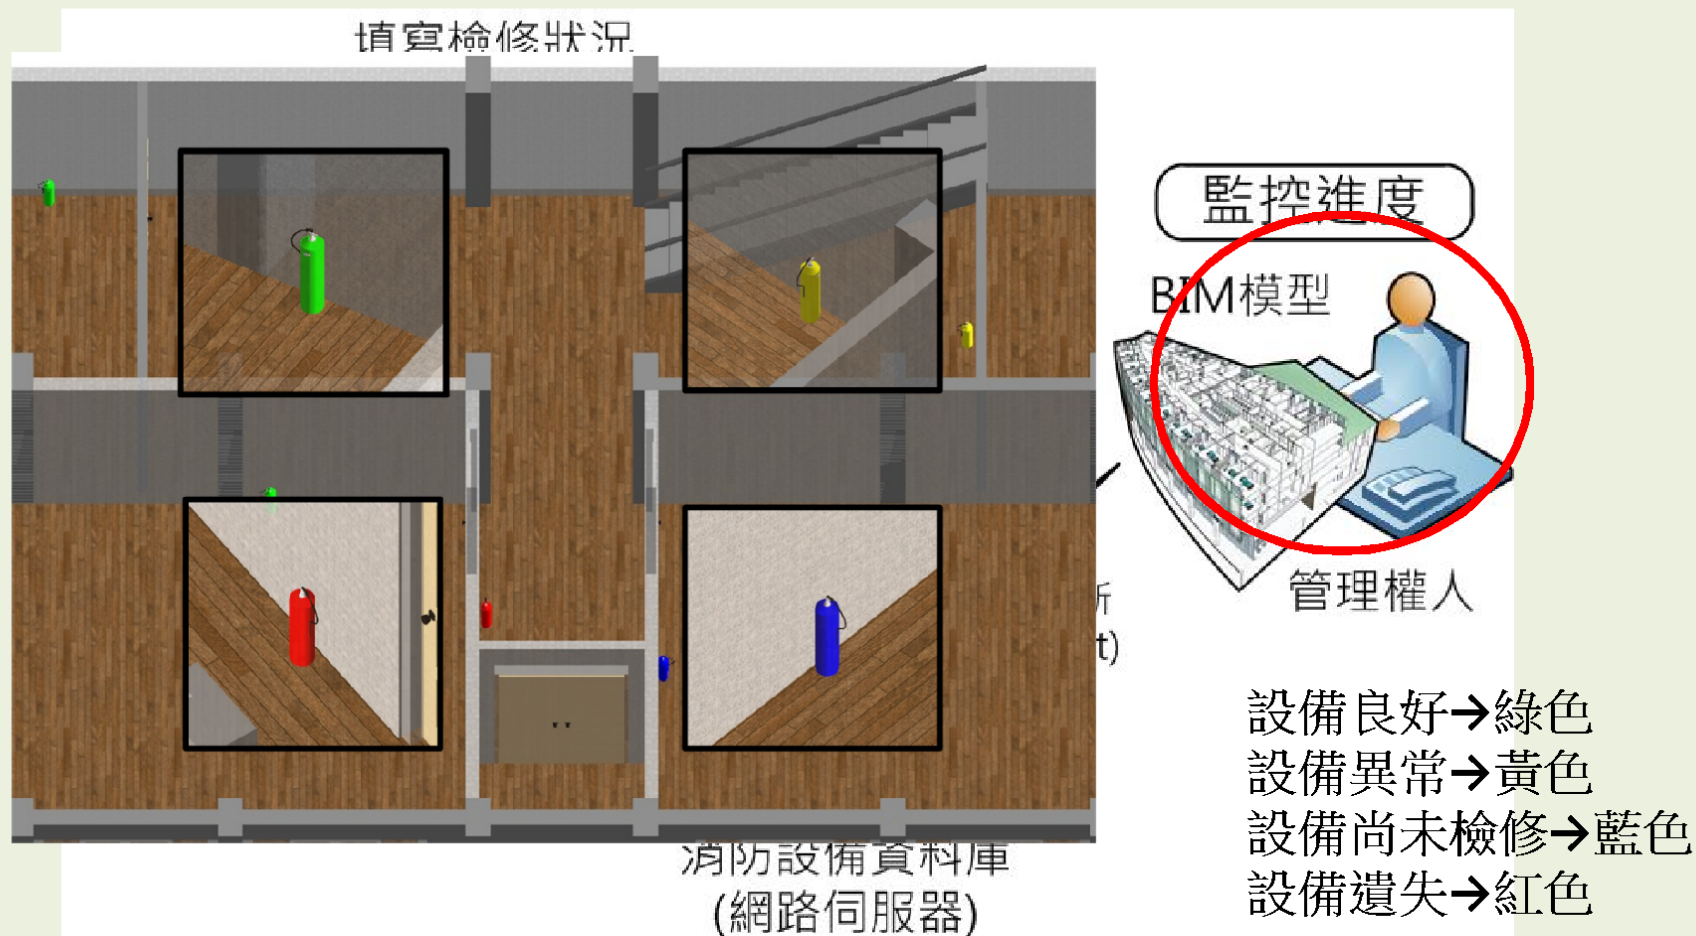 填寫檢修狀況
監控進度
BIM模型
管理權人
t)
設備良好→綠色
設備異常→黃色
設備尚未檢修→藍色
設備遺失→紅色
消防設備資料庫
(網路伺服器)